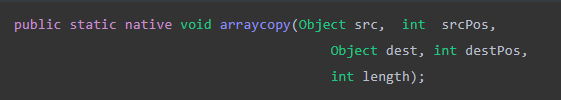 public static native void arraycopy(Object src,  int  srcPos,
                                        Object dest, int destPos,
                                        int length);